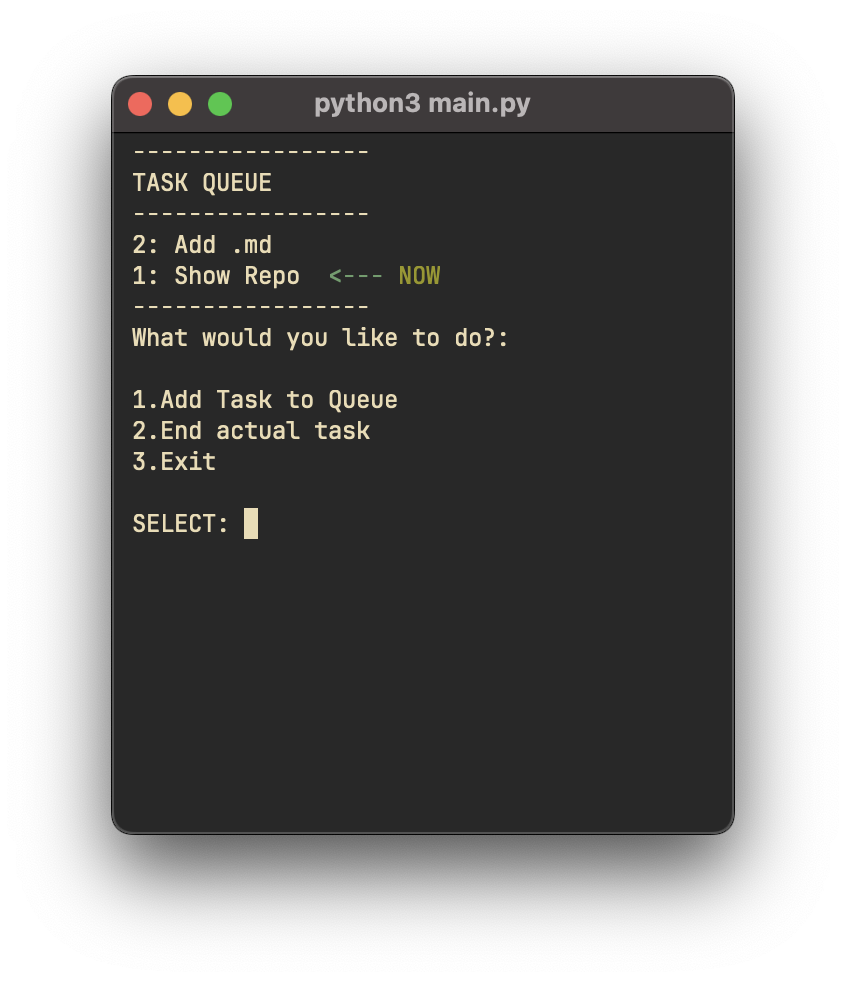 python3 main.py
-----------------
TASK QUEUE
-----------------
2: Add .md
1: Show Repo  <--- NOW
-----------------
What would you like to do?:
1.Add Task to Queue
2.End actual task
3.Exit
SELECT: